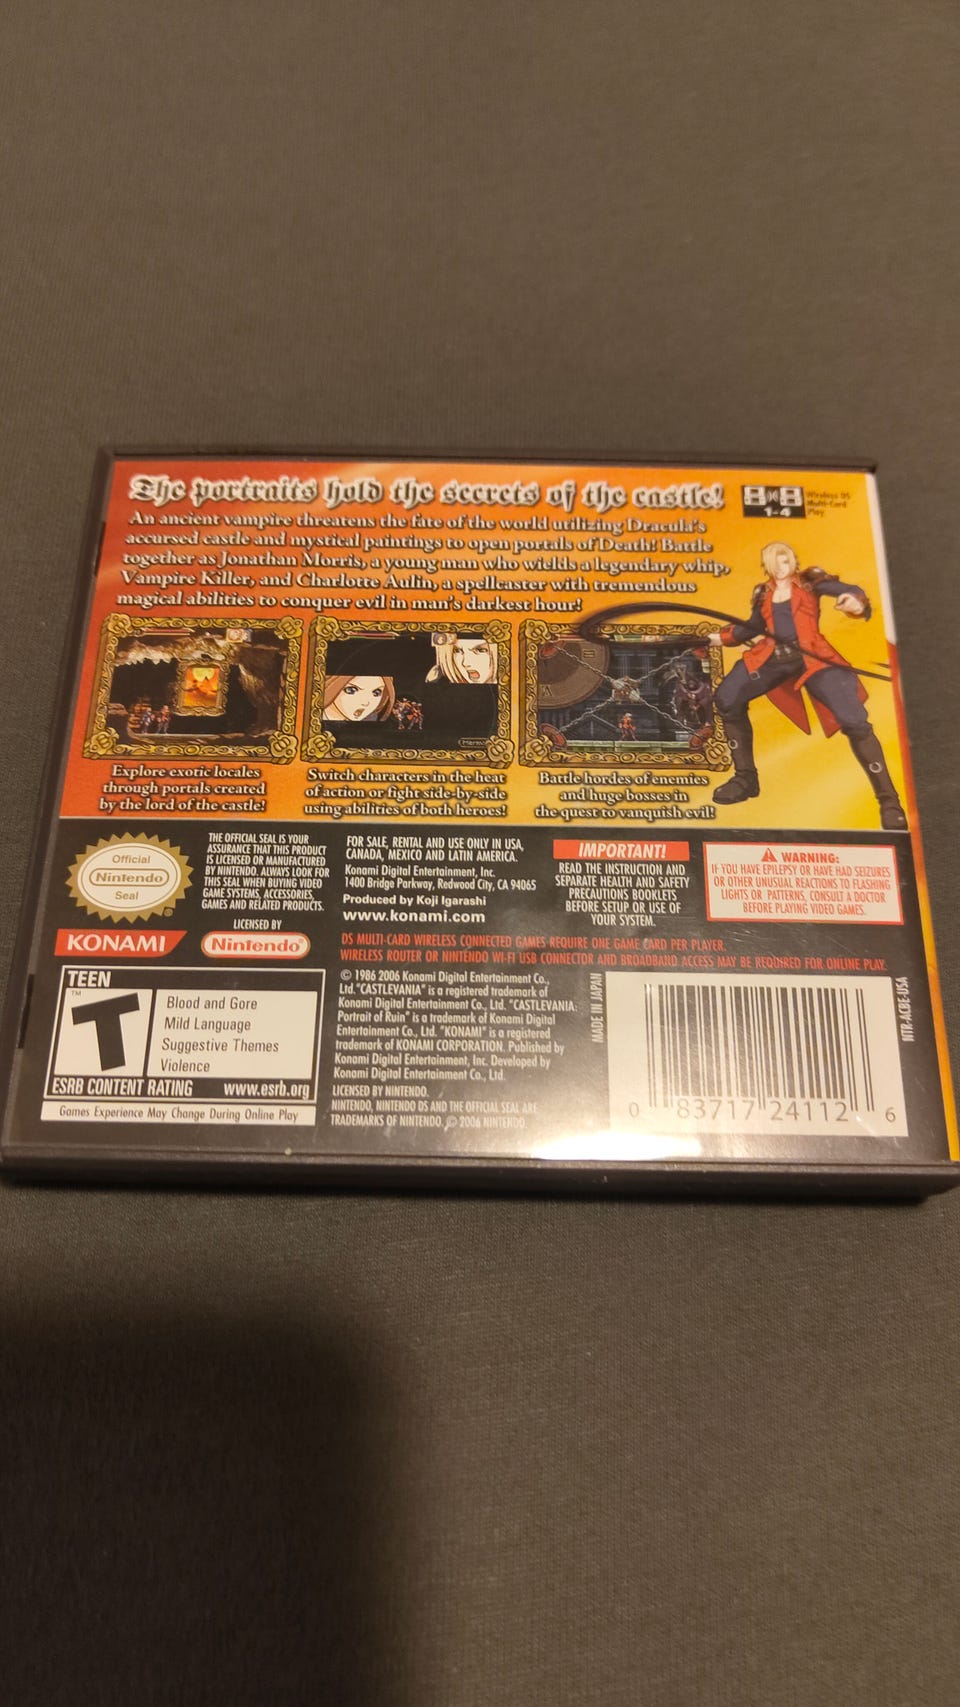 The portraits hold the secrets of the castle!
1-4
Wireless DS
Multi-Card
Play
An ancient vampire threatens the fate of the world utilizing Dracula's
accursed castle and mystical paintings to open portals of Death! Battle
together as Jonathan Morris, a young man who wields a legendary whip,
Vampire Killer, and Charlotte Aulin, a spellcaster with tremendous
magical abilities to conquer evil in man's darkest hour!
Explore exotic locales
through portals created
by the lord of the castle!
Switch characters in the heat
of action or fight side-by-side
using abilities of both heroes!
Battle hordes of enemies
and huge bosses in
the quest to vanquish evil!
Official
Nintendo
Seal
THE OFFICIAL SEAL IS YOUR
ASSURANCE THAT THIS PRODUCT
IS LICENSED OR MANUFACTURED
BY NINTENDO. ALWAYS LOOK FOR
THIS SEAL WHEN BUYING VIDEO
GAME SYSTEMS, ACCESSORIES,
GAMES AND RELATED PRODUCTS.
LICENSED BY
Nintendo®
KONAMI
FOR SALE, RENTAL AND USE ONLY IN USA,
CANADA, MEXICO AND LATIN AMERICA.
Konami Digital Entertainment, Inc.
1400 Bridge Parkway, Redwood City, CA 94065
Produced by Koji Igarashi
www.konami.com
IMPORTANT!
READ THE INSTRUCTION AND
SEPARATE HEALTH AND SAFETY
PRECAUTIONS BOOKLETS
BEFORE SETUP OR USE OF
YOUR SYSTEM.
WARNING:
IF YOU HAVE EPILEPSY OR HAVE HAD SEIZURES
OR OTHER UNUSUAL REACTIONS TO FLASHING
LIGHTS OR PATTERNS, CONSULT A DOCTOR
BEFORE PLAYING VIDEO GAMES.
DS MULTI-CARD WIRELESS CONNECTED GAMES REQUIRE ONE GAME CARD PER PLAYER.
WIRELESS ROUTER OR NINTENDO WI-FI USB CONNECTOR AND BROADBAND ACCESS MAY BE REQUIRED FOR ONLINE PLAY.
TEEN
T
TM
Blood and Gore
Mild Language
Suggestive Themes
Violence
ESRB CONTENT RATING www.esrb.org
Games Experience May Change During Online Play
© 1986 2006 Konami Digital Entertainment Co.,
Ltd. "CASTLEVANIA" is a registered trademark of
Konami Digital Entertainment Co., Ltd. "CASTLEVANIA:
Portrait of Ruin" is a trademark of Konami Digital
Entertainment Co., Ltd. "KONAMI" is a registered
trademark of KONAMI CORPORATION. Published by
Konami Digital Entertainment, Inc. Developed by
Konami Digital Entertainment Co., Ltd.
LICENSED BY NINTENDO.
NINTENDO, NINTENDO DS AND THE OFFICIAL SEAL ARE
TRADEMARKS OF NINTENDO. © 2006 NINTENDO.
MADE IN JAPAN
0 83717 24112 6
NTR-ACBE-USA